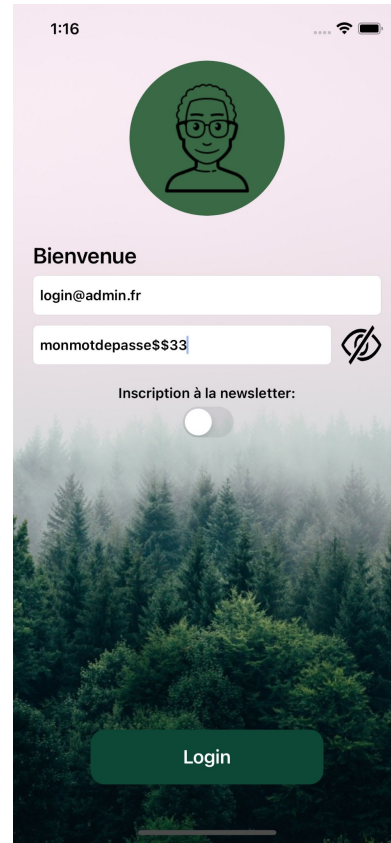 1:16
Bienvenue
login@admin.fr
monmotdepasse$$33
Inscription à la newsletter:
Login